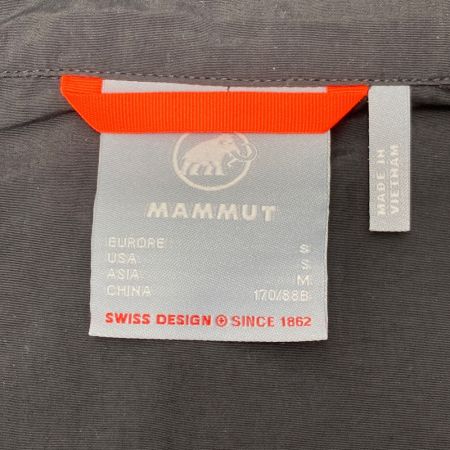 MAMMUT
EUROPE: S
USA: S
ASIA: M
CHINA: 170/88B
SWISS DESIGN SINCE 1862
MADE IN
VIETNAM